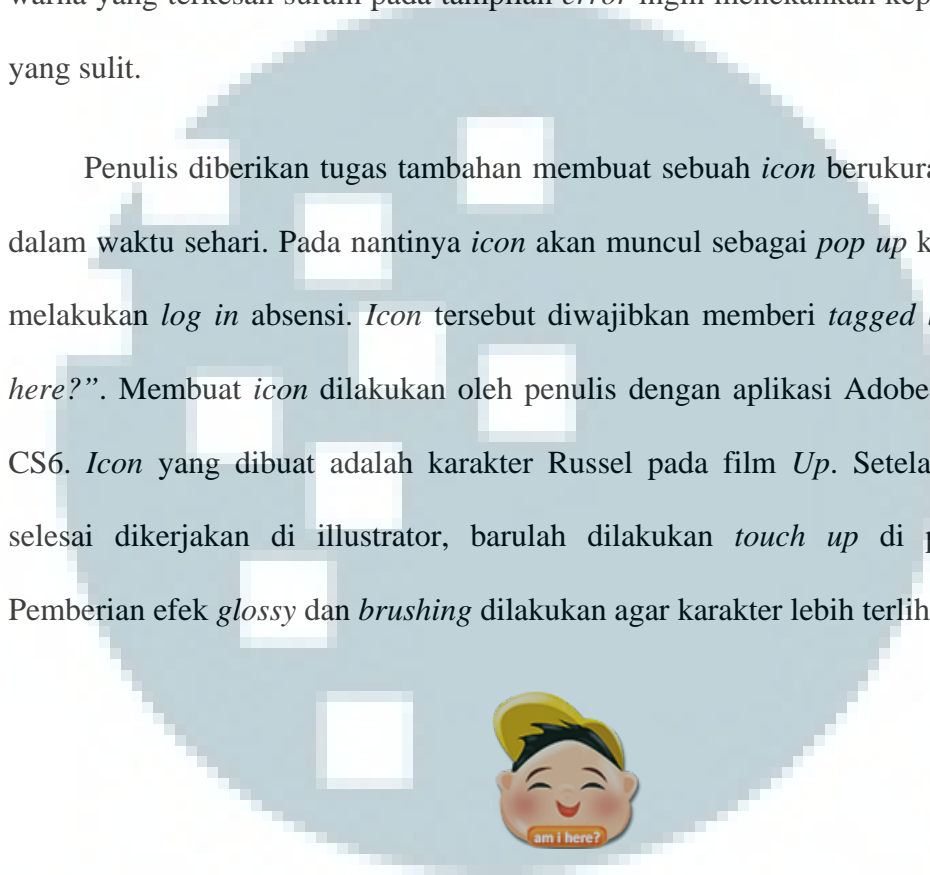 warna yang terkesan suram pada tampilan error ingin menekankan kep
yang sulit.
Penulis diberikan tugas tambahan membuat sebuah icon berukura
dalam waktu sehari. Pada nantinya icon akan muncul sebagai pop up k
melakukan log in absensi. Icon tersebut diwajibkan memberi tagged
here?”. Membuat icon dilakukan oleh penulis dengan aplikasi Adobe
CS6. Icon yang dibuat adalah karakter Russel pada film Up. Setela
selesai dikerjakan di illustrator, barulah dilakukan touch up di p
Pemberian efek glossy dan brushing dilakukan agar karakter lebih terlih
am i here?